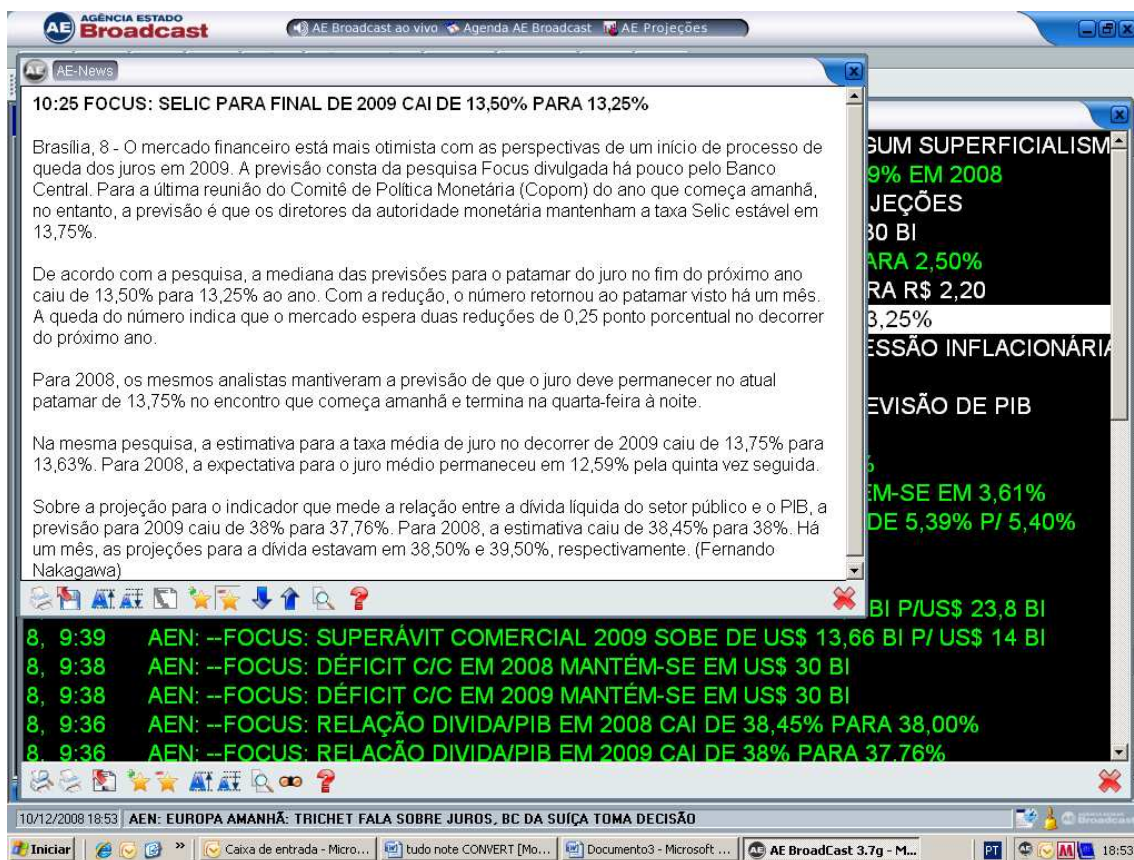 AE AGÊNCIA ESTADO
Broadcast
AE Broadcast ao vivo Agenda AE Broadcast AE Projeções
AE AE-News
10:25 FOCUS: SELIC PARA FINAL DE 2009 CAI DE 13,50% PARA 13,25%
Brasília, 8 - O mercado financeiro está mais otimista com as perspectivas de um início de processo de
queda dos juros em 2009. A previsão consta da pesquisa Focus divulgada há pouco pelo Banco
Central. Para a última reunião do Comitê de Política Monetária (Copom) do ano que começa amanhã,
no entanto, a previsão é que os diretores da autoridade monetária mantenham a taxa Selic estável em
13,75%.
De acordo com a pesquisa, a mediana das previsões para o patamar do juro no fim do próximo ano
caiu de 13,50% para 13,25% ao ano. Com a redução, o número retornou ao patamar visto há um mês.
A queda do número indica que o mercado espera duas reduções de 0,25 ponto porcentual no decorrer
do próximo ano.
Para 2008, os mesmos analistas mantiveram a previsão de que o juro deve permanecer no atual
patamar de 13,75% no encontro que começa amanhã e termina na quarta-feira à noite.
Na mesma pesquisa, a estimativa para a taxa média de juro no decorrer de 2009 caiu de 13,75% para
13,63%. Para 2008, a expectativa para o juro médio permaneceu em 12,59% pela quinta vez seguida.
Sobre a projeção para o indicador que mede a relação entre a dívida líquida do setor público e o PIB, a
previsão para 2009 caiu de 38% para 37,76%. Para 2008, a estimativa caiu de 38,45% para 38%. Há
um mês, as projeções para a dívida estavam em 38,50% e 39,50%, respectivamente. (Fernando
Nakagawa)
GUM SUPERFICIALISM
9% EM 2008
JEÇÕES
30 BI
ARA 2,50%
RA R$ 2,20
3,25%
ESSÃO INFLACIONÁRIA
EVISÃO DE PIB
%
EM-SE EM 3,61%
DE 5,39% P/ 5,40%
BI P/US$ 23,8 BI
8, 9:39 AEN: --FOCUS: SUPERÁVIT COMERCIAL 2009 SOBE DE US$ 13,66 BI P/ US$ 14 BI
8, 9:38 AEN: --FOCUS: DÉFICIT C/C EM 2008 MANTÉM-SE EM US$ 30 BI
8, 9:38 AEN: --FOCUS: DÉFICIT C/C EM 2009 MANTÉM-SE EM US$ 30 BI
8, 9:36 AEN: --FOCUS: RELAÇÃO DIVIDA/PIB EM 2008 CAI DE 38,45% PARA 38,00%
8, 9:36 AEN: --FOCUS: RELAÇÃO DIVIDA/PIB EM 2009 CAI DE 38% PARA 37,76%
10/12/2008 18:53 AEN: EUROPA AMANHÃ: TRICHET FALA SOBRE JUROS, BC DA SUÍÇA TOMA DECISÃO Broadcast
Iniciar » Caixa de entrada - Micro... tudo note CONVERT [Mo... Documento3 - Microsoft ... AE BroadCast 3.7g - M... PT 18:53